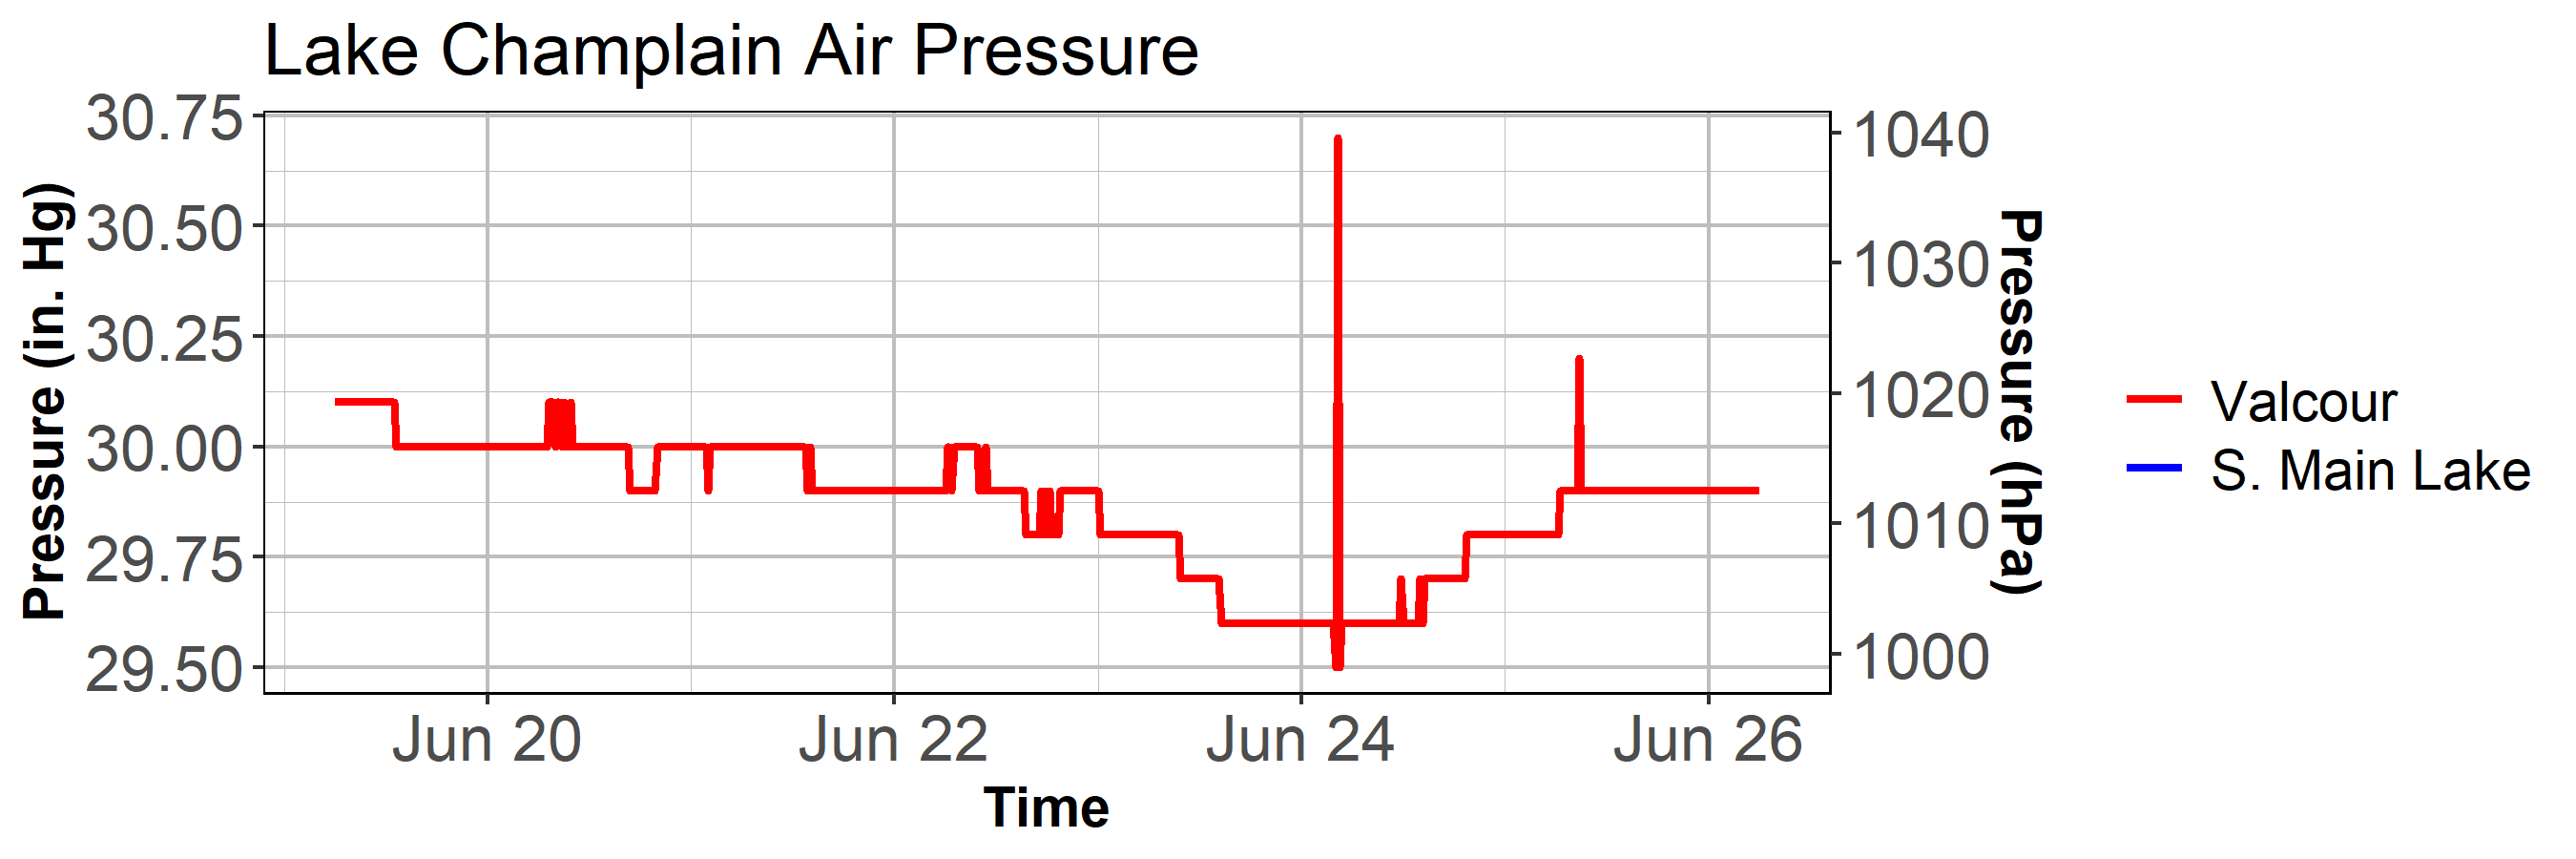 Lake Champlain Air Pressure
Pressure (in. Hg)
30.75
30.50
30.25
30.00
29.75
29.50
1040
1030
1020
1010
1000
Pressure (hPa)
Jun 20
Jun 22
Jun 24
Jun 26
Time
Valcour
S. Main Lake